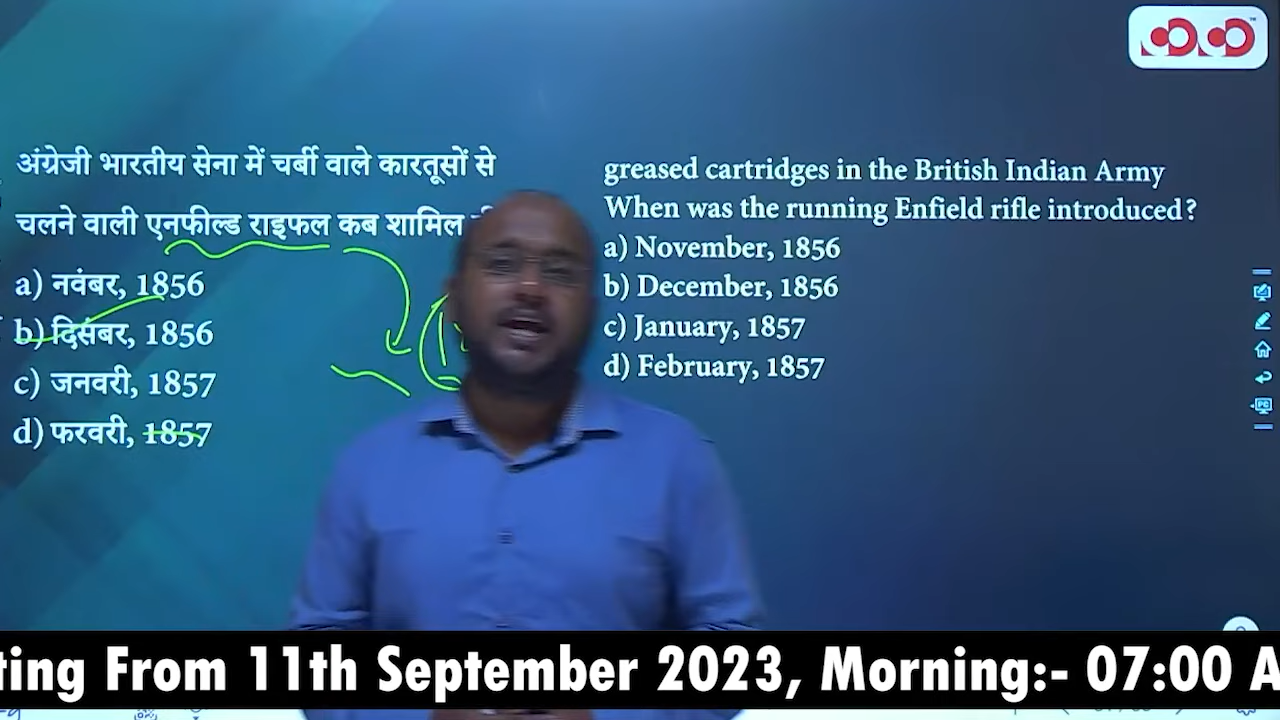 अंग्रेजी भारतीय सेना में चर्बी वाले कारतूसों से
चलने वाली एनफील्ड राइफल कब शामिल
a) नवंबर, 1856
b) दिसंबर, 1856
c) जनवरी, 1857
d) फरवरी, 1857
greased cartridges in the British Indian Army
When was the running Enfield rifle introduced?
a) November, 1856
b) December, 1856
c) January, 1857
d) February, 1857
ting From 11th September 2023, Morning:- 07:00 A